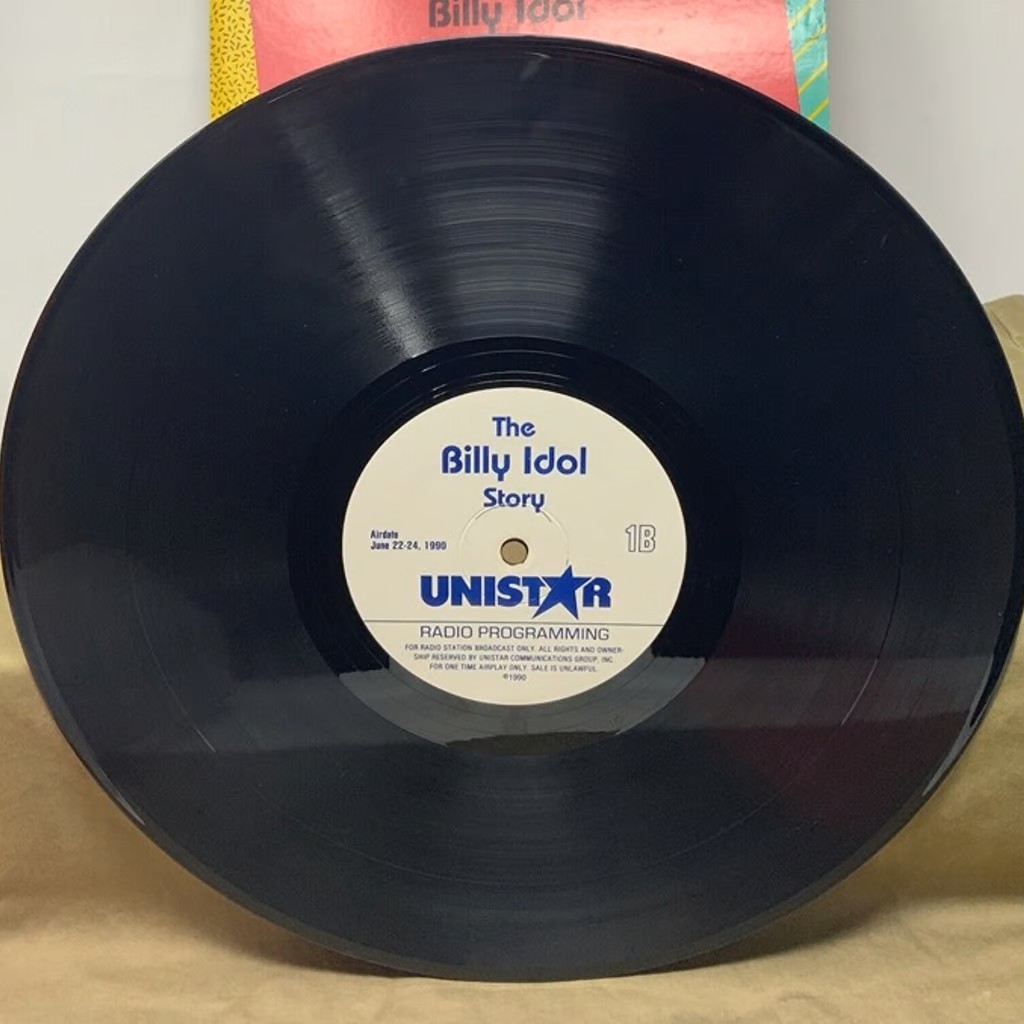 Billy Idol
The
Billy Idol
Story
Airdate
June 22-24, 1990
1B
UNISTAR
RADIO PROGRAMMING
FOR RADIO STATION BROADCAST ONLY. ALL RIGHTS AND OWNER-
SHIP RESERVED BY UNISTAR COMMUNICATIONS GROUP, INC.
FOR ONE TIME AIRPLAY ONLY. SALE IS UNLAWFUL.
©1990